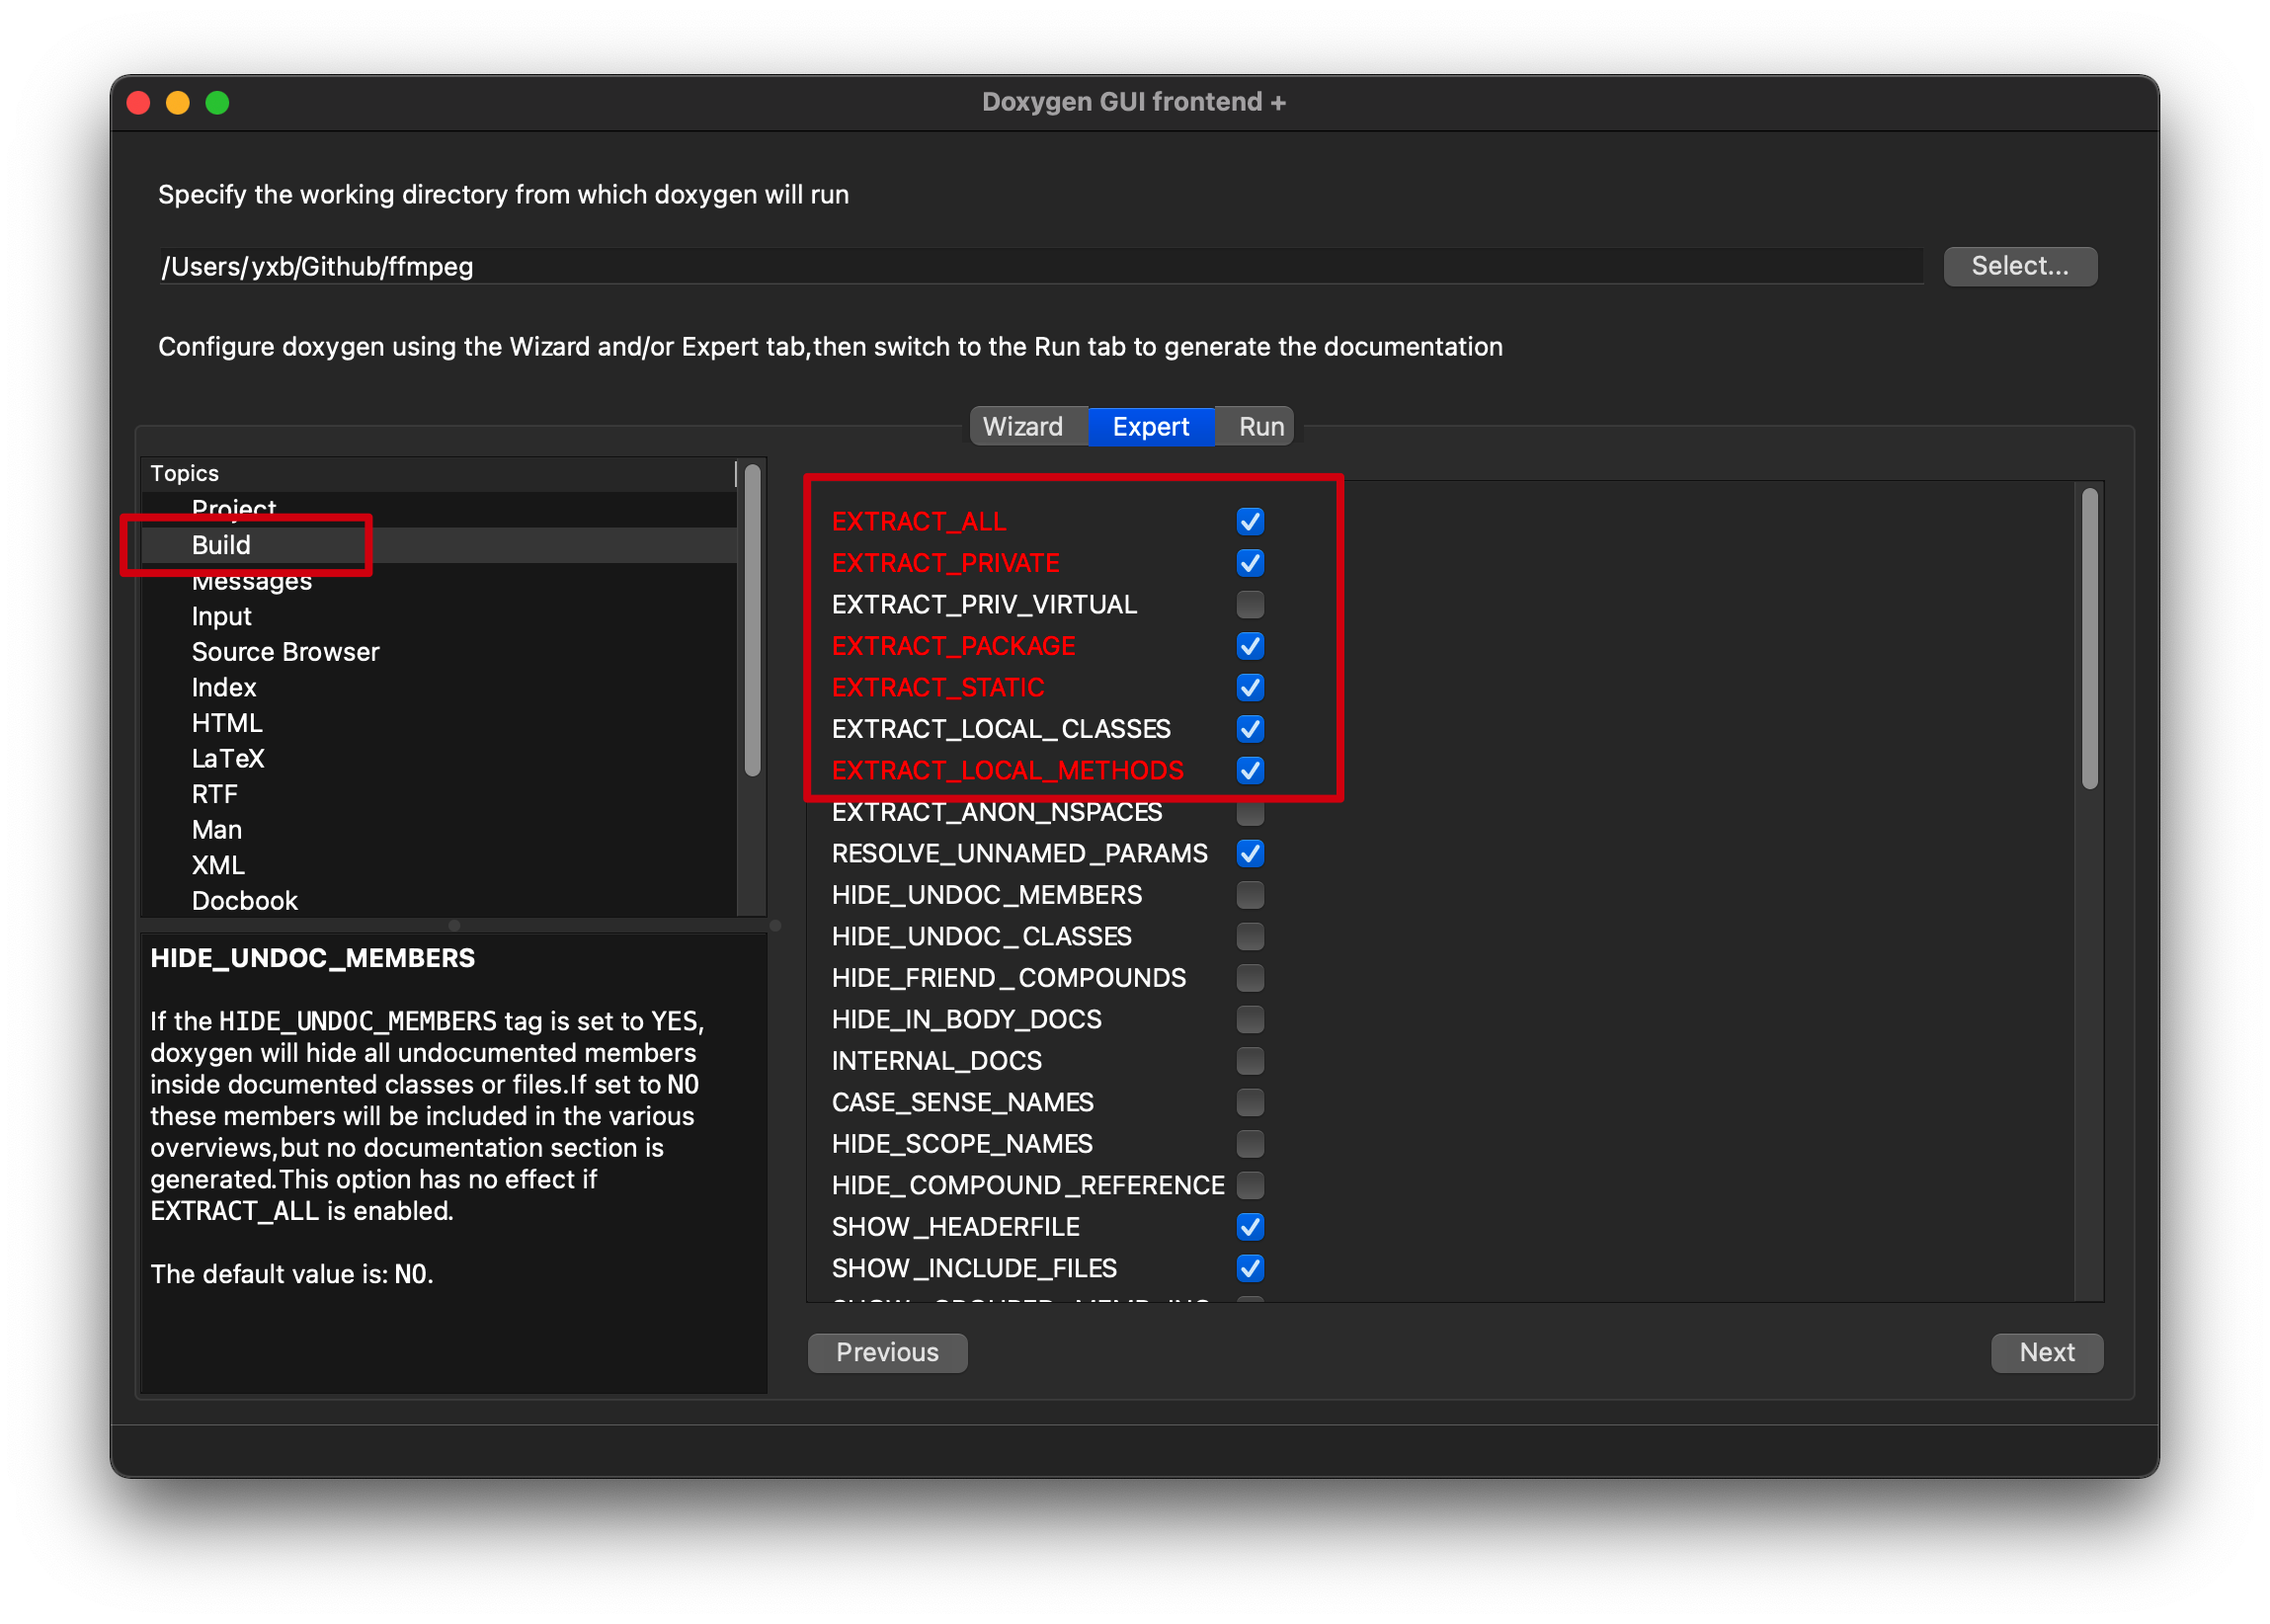 Doxygen GUI frontend +
Specify the working directory from which doxygen will run
/Users/yxb/Github/ffmpeg
Select...
Configure doxygen using the Wizard and/or Expert tab,then switch to the Run tab to generate the documentation
Wizard
Expert
Run
Topics
Project
Build
Messages
Input
Source Browser
Index
HTML
LaTeX
RTF
Man
XML
Docbook
HIDE_UNDOC_MEMBERS
If the HIDE_UNDOC_MEMBERS tag is set to YES,
doxygen will hide all undocumented members
inside documented classes or files.If set to NO
these members will be included in the various
overviews,but no documentation section is
generated.This option has no effect if
EXTRACT_ALL is enabled.
The default value is: NO.
EXTRACT_ALL
EXTRACT_PRIVATE
EXTRACT_PRIV_VIRTUAL
EXTRACT_PACKAGE
EXTRACT_STATIC
EXTRACT_LOCAL_CLASSES
EXTRACT_LOCAL_METHODS
EXTRACT_ANON_NSPACES
RESOLVE_UNNAMED_PARAMS
HIDE_UNDOC_MEMBERS
HIDE_UNDOC_CLASSES
HIDE_FRIEND_COMPOUNDS
HIDE_IN_BODY_DOCS
INTERNAL_DOCS
CASE_SENSE_NAMES
HIDE_SCOPE_NAMES
HIDE_COMPOUND_REFERENCE
SHOW_HEADERFILE
SHOW_INCLUDE_FILES
Previous
Next